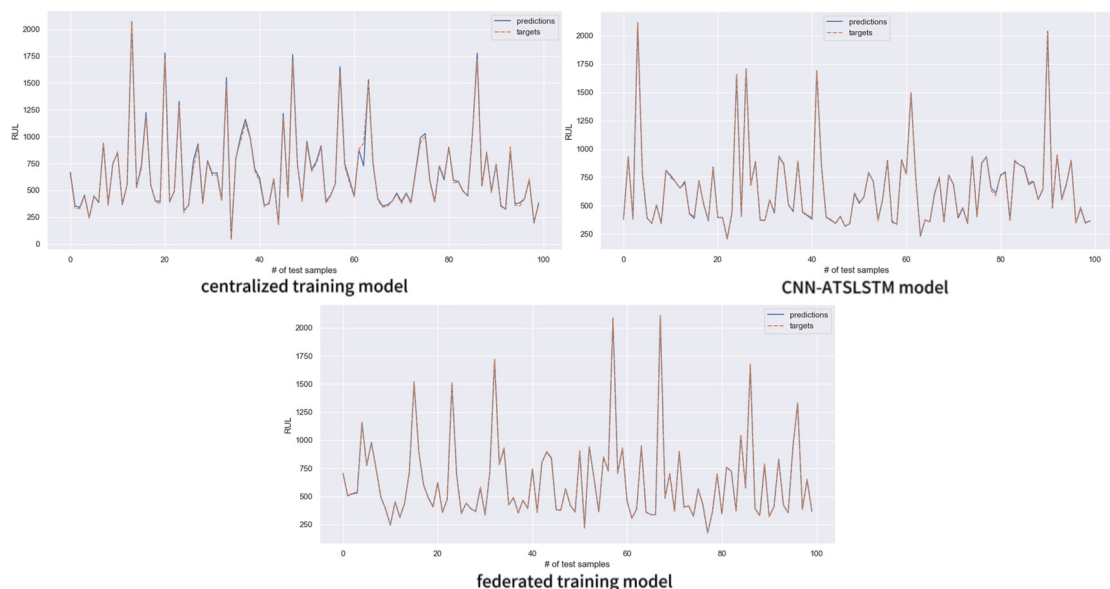 2000
1750
1500
1250
1000
750
500
250
0
RUL
predictions
targets
0 20 40 60 80 100
# of test samples
centralized training model
2000
1750
1500
1250
1000
750
500
250
RUL
predictions
targets
0 20 40 60 80 100
# of test samples
CNN-ATSLSTM model
2000
1750
1500
1250
1000
750
500
250
RUL
predictions
targets
0 20 40 60 80 100
# of test samples
federated training model